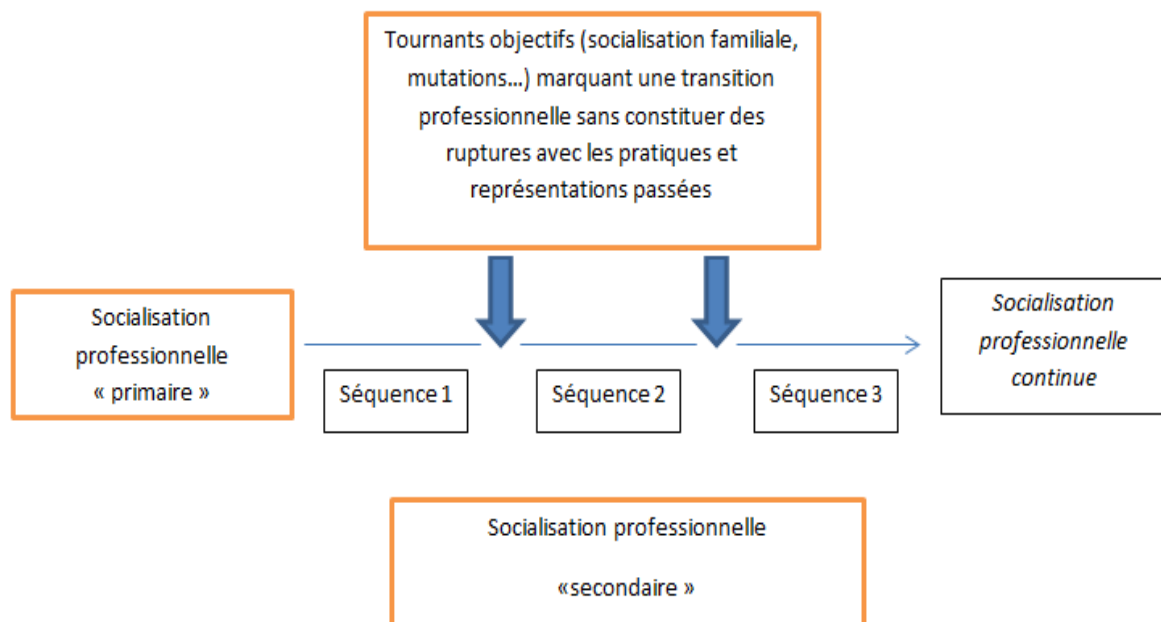 Tournants objectifs (socialisation familiale,
mutations...) marquant une transition
professionnelle sans constituer des
ruptures avec les pratiques et
représentations passées
Socialisation
professionnelle
« primaire »
Séquence 1
Séquence 2
Séquence 3
Socialisation
professionnelle
continue
Socialisation professionnelle
«secondaire »